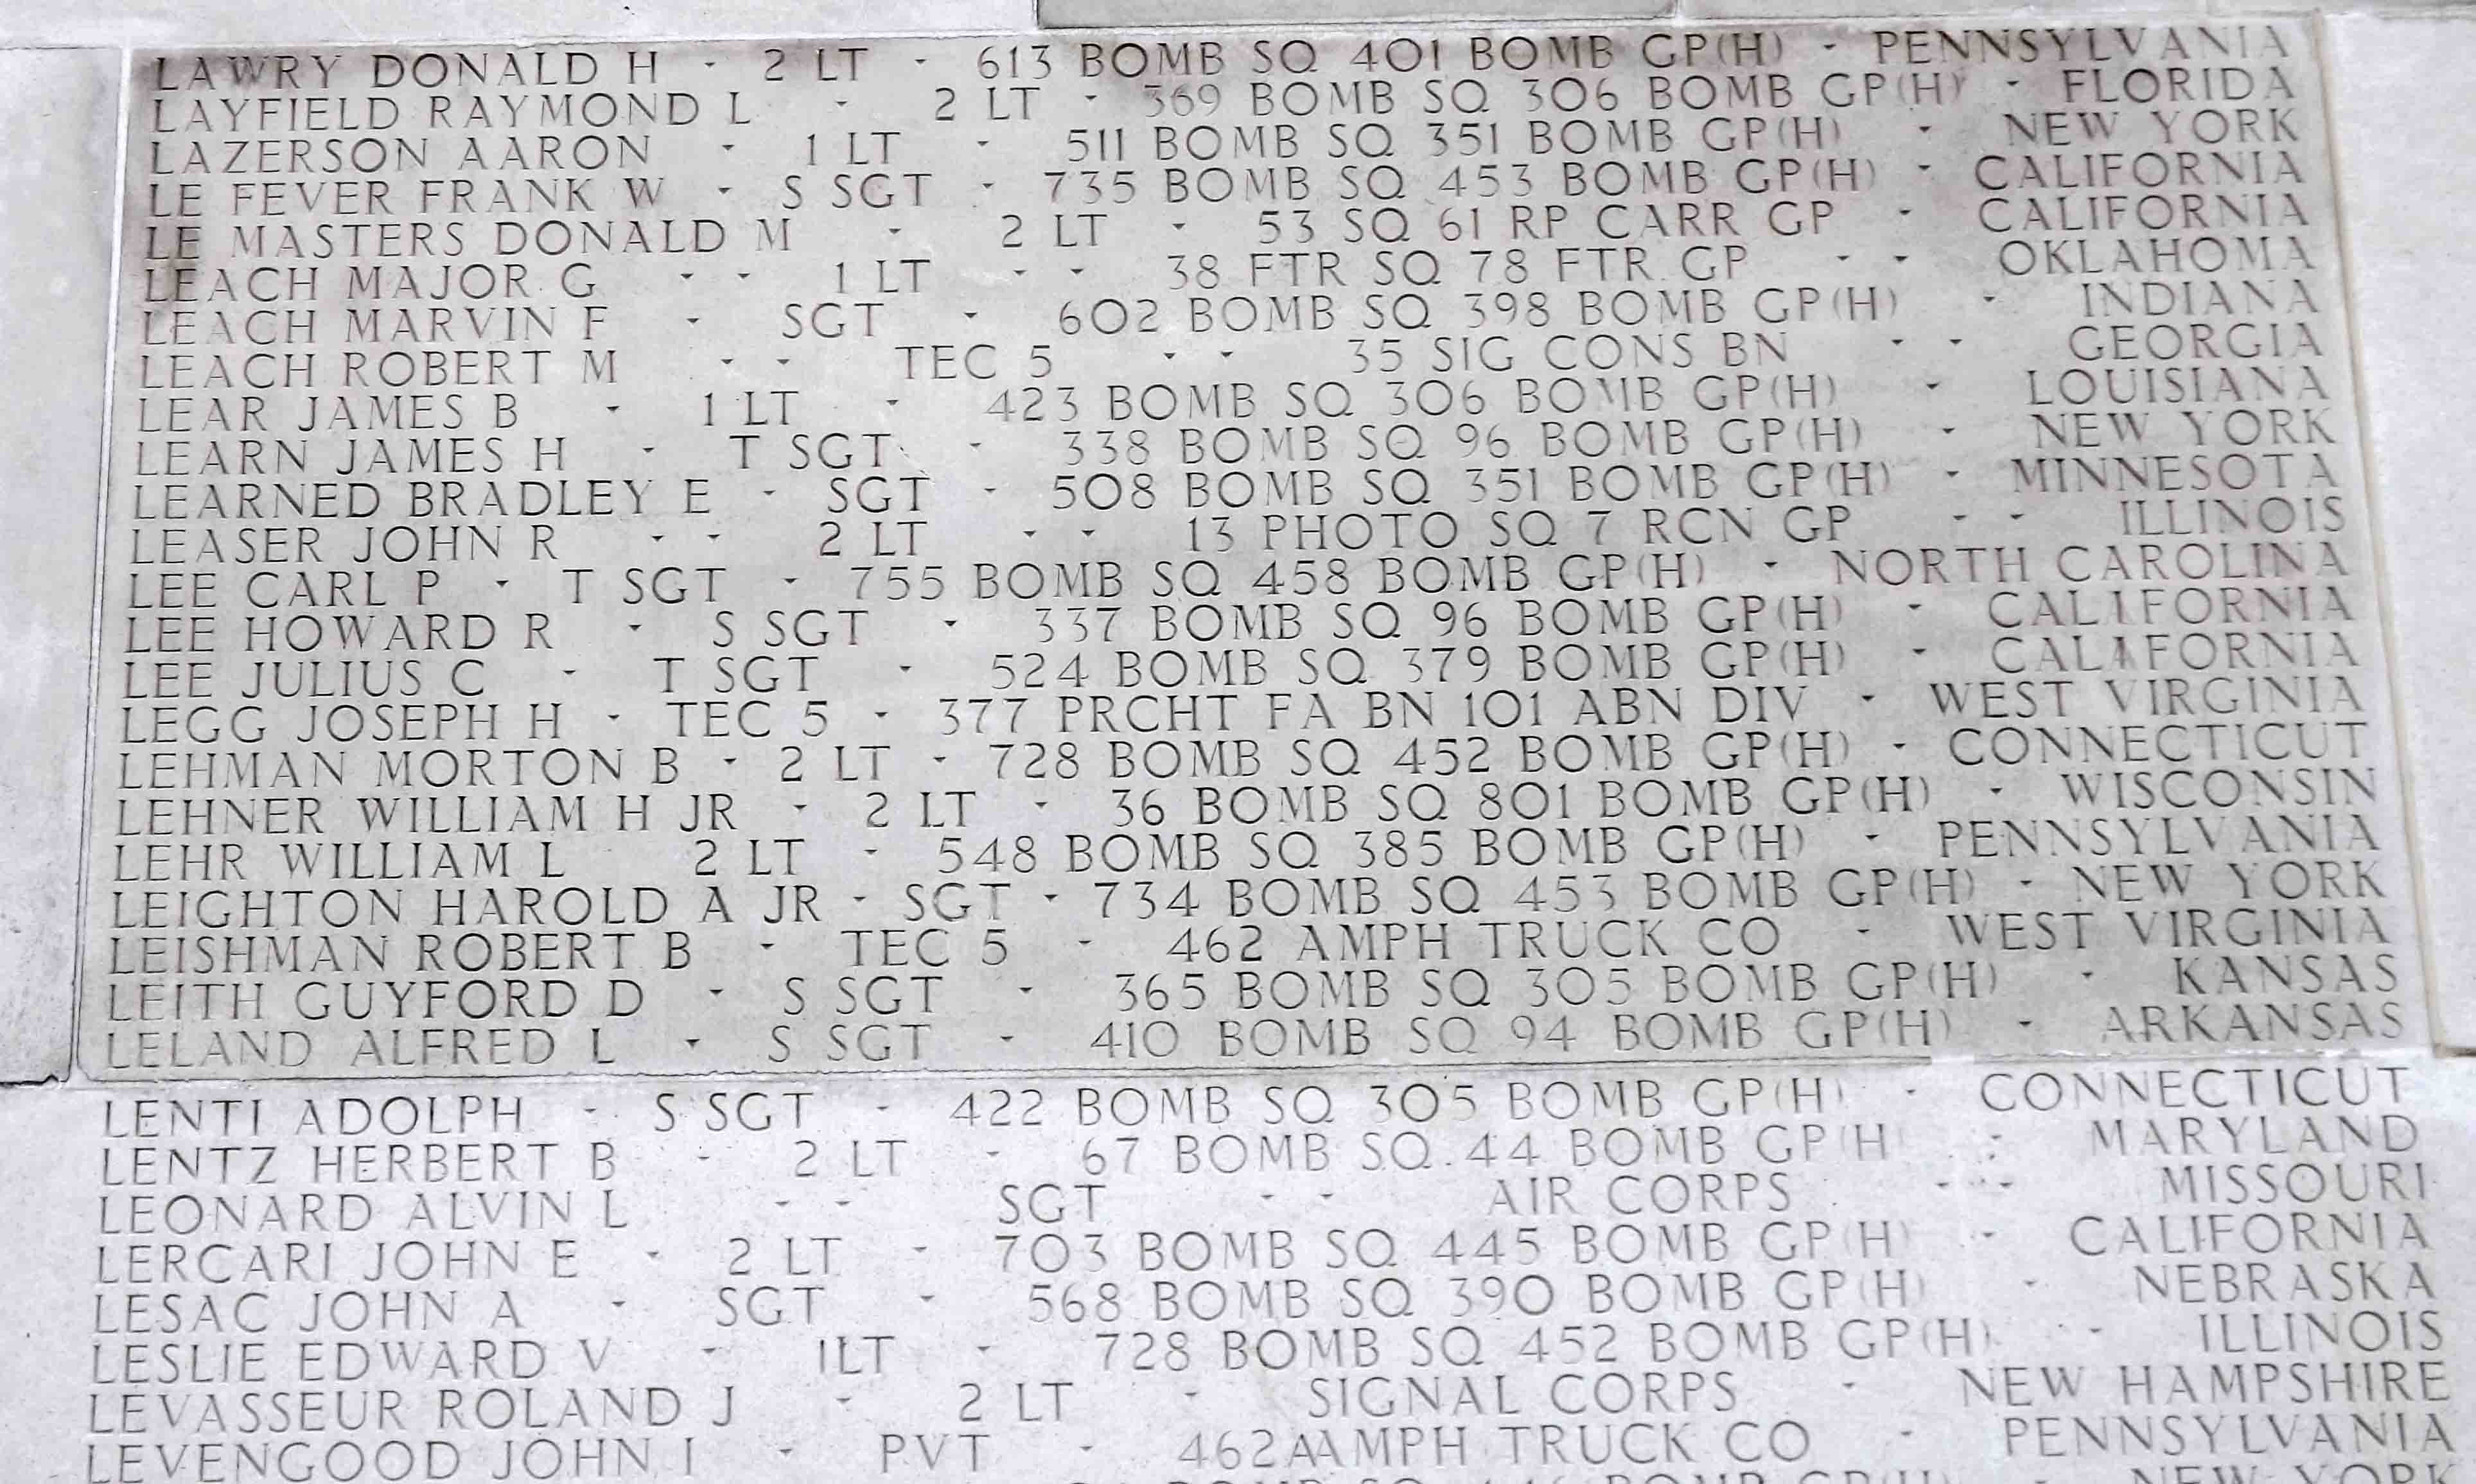 LAWRY DONALD H - 2 LT - 613 BOMB SQ 401 BOMB GP(H) - PENNSYLVANIA
LAYFIELD RAYMOND L - 2 LT - 369 BOMB SQ 306 BOMB GP(H) - FLORIDA
LAZERSON AARON - 1 LT - 511 BOMB SQ 351 BOMB GP(H) - NEW YORK
LE FEVER FRANK W - S SGT - 735 BOMB SQ 453 BOMB GP(H) - CALIFORNIA
LE MASTERS DONALD M - 2 LT - 53 SQ 61 RP CARR GP - CALIFORNIA
LEACH MAJOR G - - 1 LT - - 38 FTR SQ 78 FTR GP - - OKLAHOMA
LEACH MARVIN F - SGT - 602 BOMB SQ 398 BOMB GP(H) - INDIANA
LEACH ROBERT M - - TEC 5 - - 35 SIG CONS BN - - GEORGIA
LEAR JAMES B - 1 LT - 423 BOMB SQ 306 BOMB GP(H) - LOUISIANA
LEARN JAMES H - T SGT - 338 BOMB SQ 96 BOMB GP(H) - NEW YORK
LEARNED BRADLEY E - SGT - 508 BOMB SQ 351 BOMB GP(H) - MINNESOTA
LEASER JOHN R - - 2 LT - - 13 PHOTO SQ 7 RCN GP - - ILLINOIS
LEE CARL P - T SGT - 755 BOMB SQ 458 BOMB GP(H) - NORTH CAROLINA
LEE HOWARD R - S SGT - 337 BOMB SQ 96 BOMB GP(H) - CALIFORNIA
LEE JULIUS C - T SGT - 524 BOMB SQ 379 BOMB GP(H) - CALIFORNIA
LEGG JOSEPH H - TEC 5 - 377 PRCHT FA BN 101 ABN DIV - WEST VIRGINIA
LEHMAN MORTON B - 2 LT - 728 BOMB SQ 452 BOMB GP(H) - CONNECTICUT
LEHNER WILLIAM H JR - 2 LT - 36 BOMB SQ 801 BOMB GP(H) - WISCONSIN
LEHR WILLIAM L 2 LT - 548 BOMB SQ 385 BOMB GP(H) - PENNSYLVANIA
LEIGHTON HAROLD A JR - SGT - 734 BOMB SQ 453 BOMB GP(H) - NEW YORK
LEISHMAN ROBERT B - TEC 5 - 462 AMPH TRUCK CO - WEST VIRGINIA
LEITH GUYFORD D - S SGT - 365 BOMB SQ 305 BOMB GP(H) - KANSAS
LELAND ALFRED L - S SGT - 410 BOMB SQ 94 BOMB GP(H) - ARKANSAS
LENTI ADOLPH - S SGT - 422 BOMB SQ 305 BOMB GP(H) - CONNECTICUT
LENTZ HERBERT B - 2 LT - 67 BOMB SQ 44 BOMB GP(H) - MARYLAND
LEONARD ALVIN L - - SGT - - AIR CORPS - - MISSOURI
LERCARI JOHN E - 2 LT - 703 BOMB SQ 445 BOMB GP(H) - CALIFORNIA
LESAC JOHN A - SGT - 568 BOMB SQ 390 BOMB GP(H) - NEBRASKA
LESLIE EDWARD V - 1LT - 728 BOMB SQ 452 BOMB GP(H) - ILLINOIS
LEVASSEUR ROLAND J - 2 LT - SIGNAL CORPS - NEW HAMPSHIRE
LEVENGOOD JOHN I - PVT - 462 AMPH TRUCK CO - PENNSYLVANIA